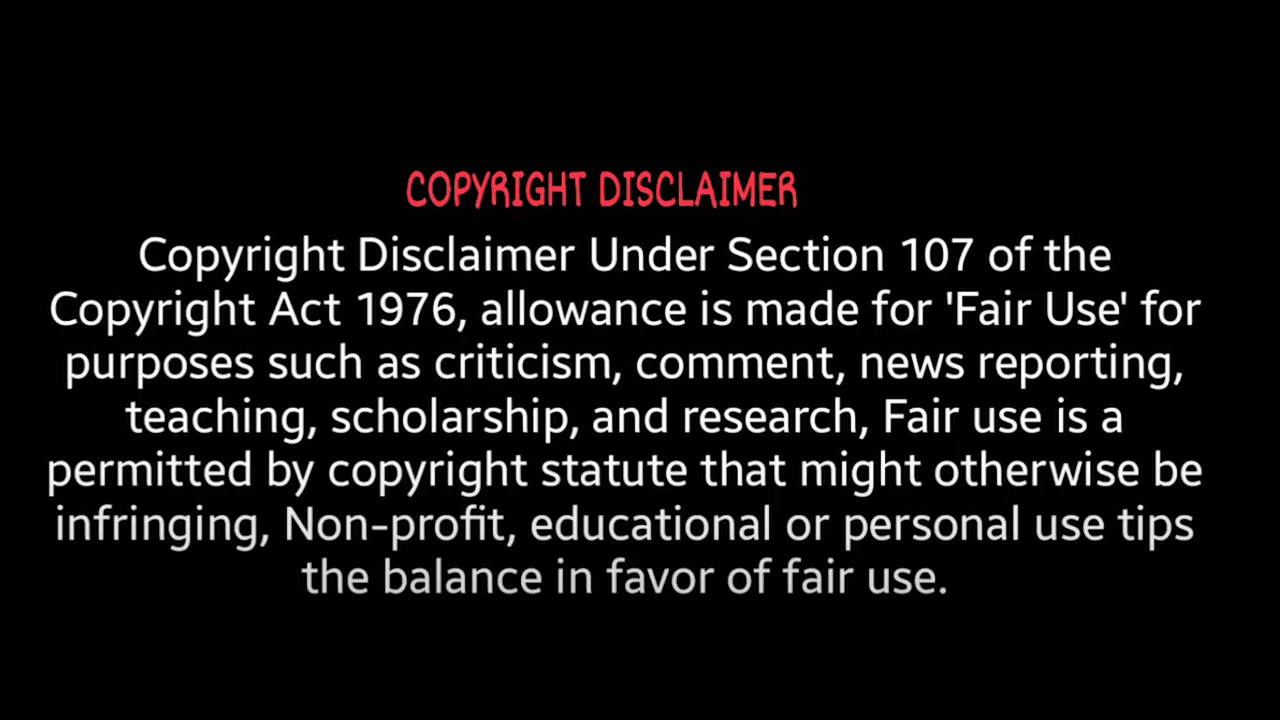 COPYRIGHT DISCLAIMER
Copyright Disclaimer Under Section 107 of the
Copyright Act 1976, allowance is made for 'Fair Use' for
purposes such as criticism, comment, news reporting,
teaching, scholarship, and research, Fair use is a
permitted by copyright statute that might otherwise be
infringing, Non-profit, educational or personal use tips
the balance in favor of fair use.